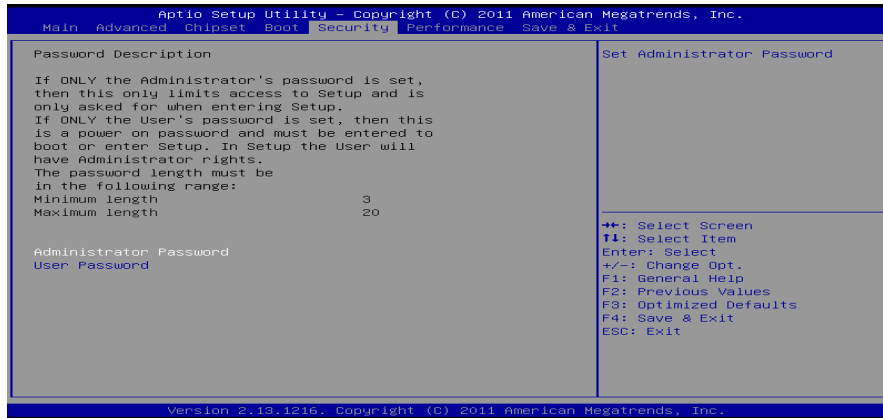 Aptio Setup Utility – Copyright (C) 2011 American Megatrends, Inc.
Main Advanced Chipset Boot Security Performance Save & Exit
Password Description
If ONLY the Administrator's password is set,
then this only limits access to Setup and is
only asked for when entering Setup.
If ONLY the User's password is set, then this
is a power on password and must be entered to
boot or enter Setup. In Setup the User will
have Administrator rights.
The password length must be
in the following range:
Minimum length 3
Maximum length 20
Administrator Password
User Password
Set Administrator Password
→←: Select Screen
↑↓: Select Item
Enter: Select
+/-: Change Opt.
F1: General Help
F2: Previous Values
F3: Optimized Defaults
F4: Save & Exit
ESC: Exit
Version 2.13.1216. Copyright (C) 2011 American Megatrends, Inc.